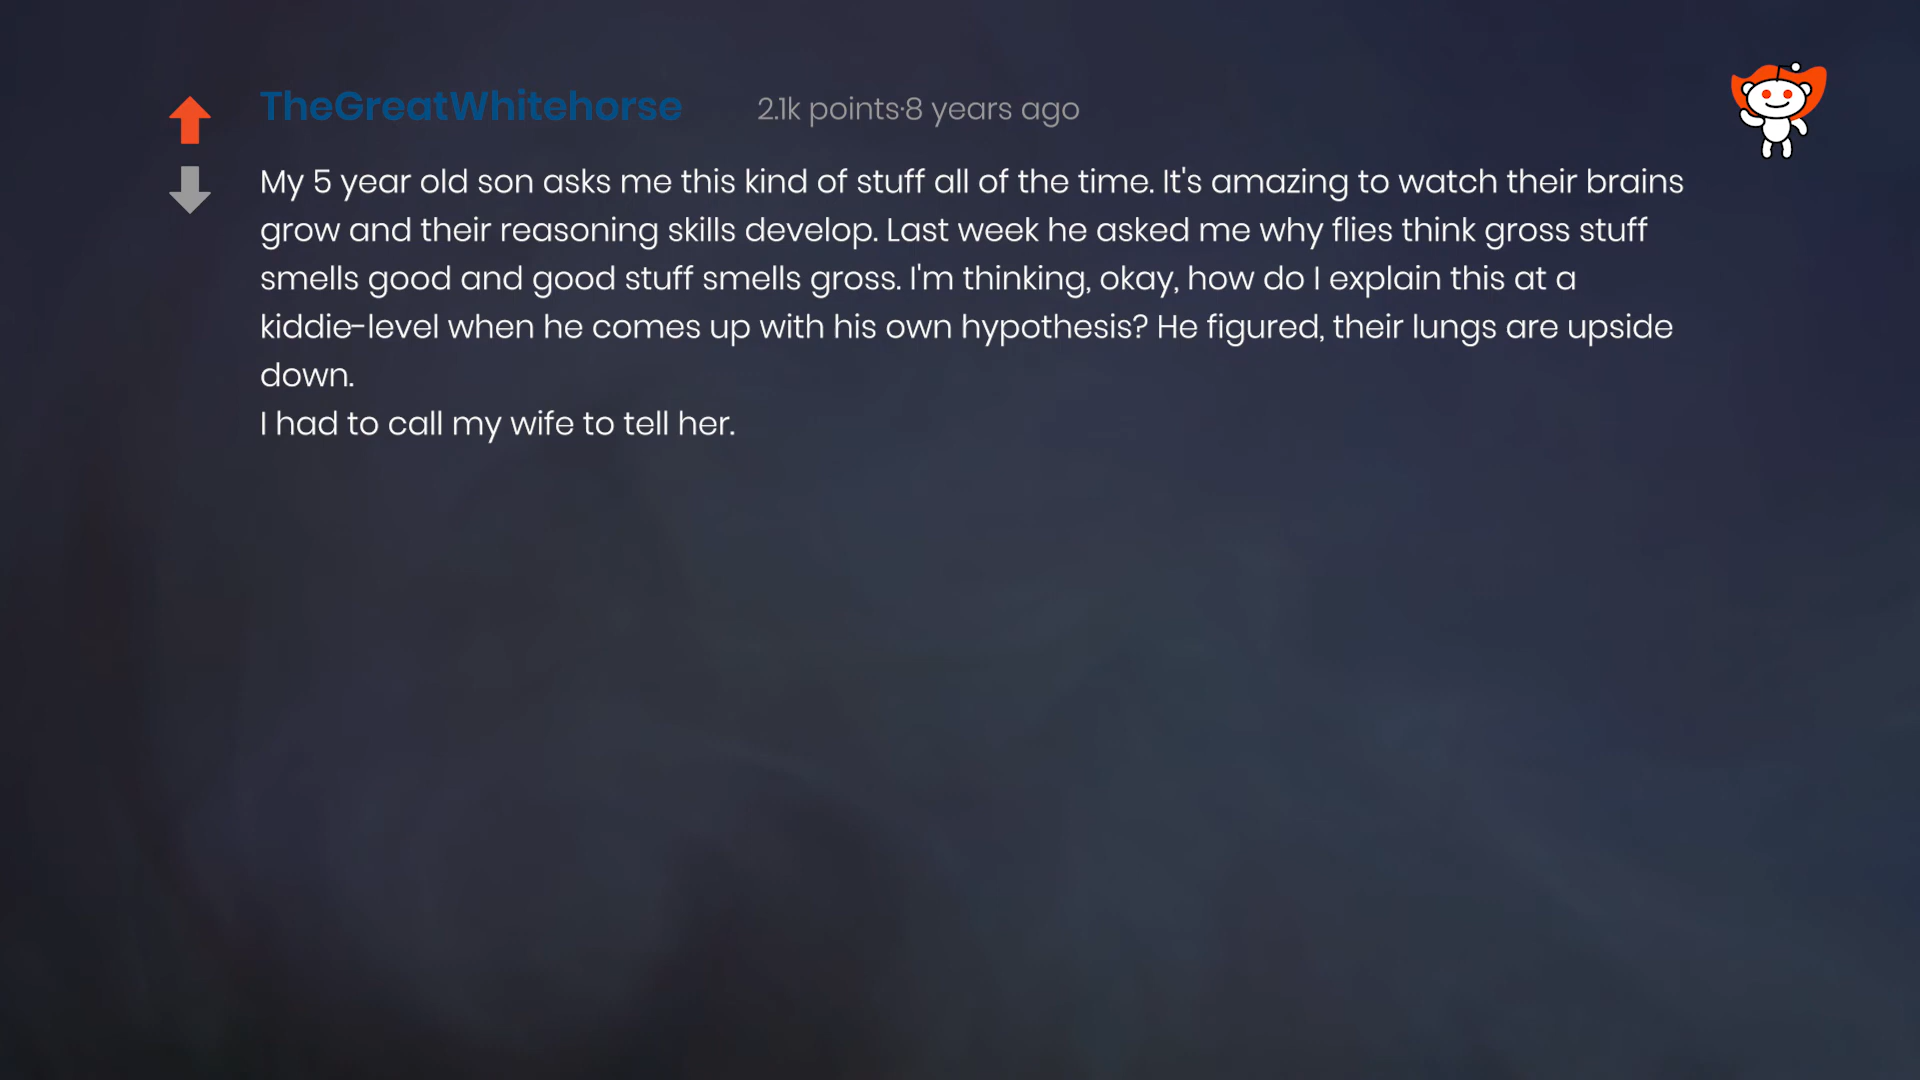 TheGreatWhitehorse 2.1k points·8 years ago
My 5 year old son asks me this kind of stuff all of the time. It's amazing to watch their brains
grow and their reasoning skills develop. Last week he asked me why flies think gross stuff
smells good and good stuff smells gross. I'm thinking, okay, how do I explain this at a
kiddie-level when he comes up with his own hypothesis? He figured, their lungs are upside
down.
I had to call my wife to tell her.